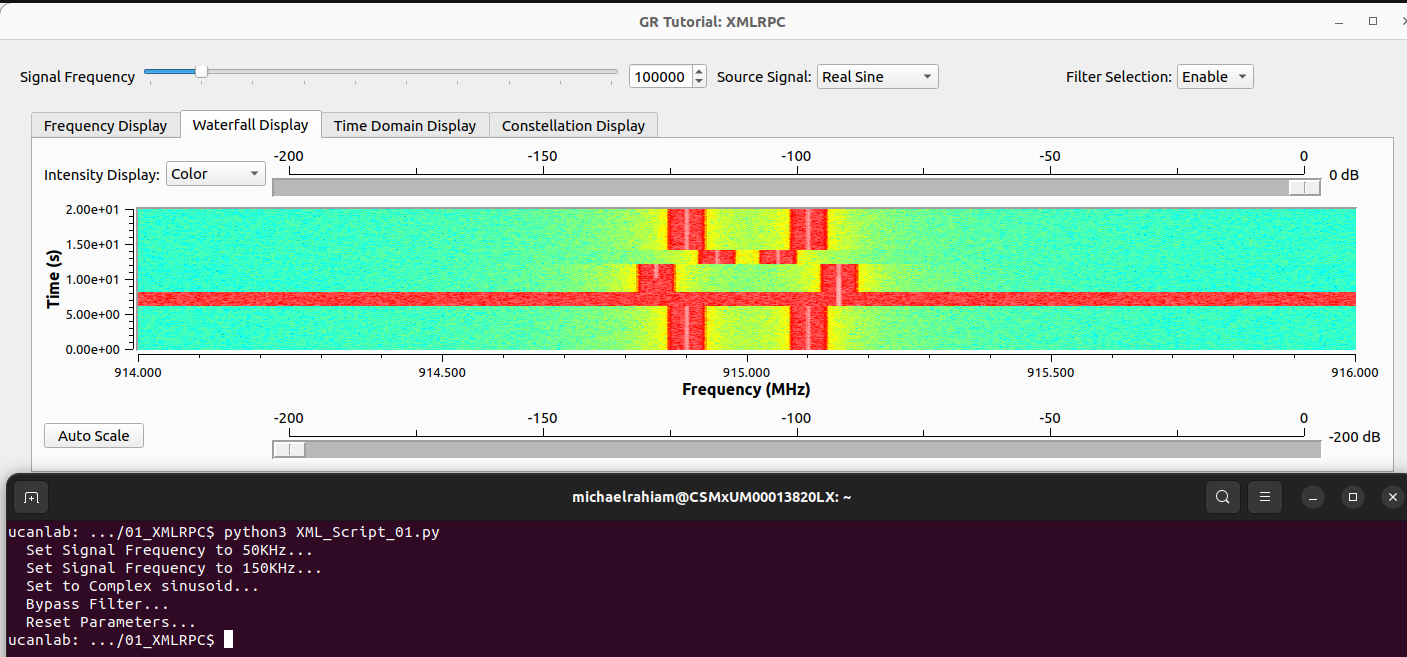 GR Tutorial: XMLRPC
Signal Frequency 100000 Source Signal: Real Sine Filter Selection: Enable
Frequency Display Waterfall Display Time Domain Display Constellation Display
-200 -150 -100 -50 0
Intensity Display: Color 0 dB
2.00e+01
1.50e+01
1.00e+01
5.00e+00
0.00e+00
Time (s)
914.000 914.500 915.000 915.500 916.000
Frequency (MHz)
-200 -150 -100 -50 0
Auto Scale -200 dB
michaelrahiam@CSMxUM00013820LX: ~
ucanlab: .../01_XMLRPC$ python3 XML_Script_01.py
Set Signal Frequency to 50KHz...
Set Signal Frequency to 150KHz...
Set to Complex sinusoid...
Bypass Filter...
Reset Parameters...
ucanlab: .../01_XMLRPC$